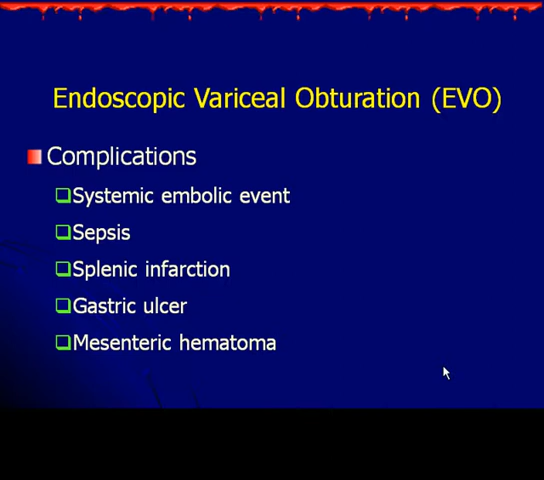 Endoscopic Variceal Obturation (EVO)
Complications
Systemic embolic event
Sepsis
Splenic infarction
Gastric ulcer
Mesenteric hematoma